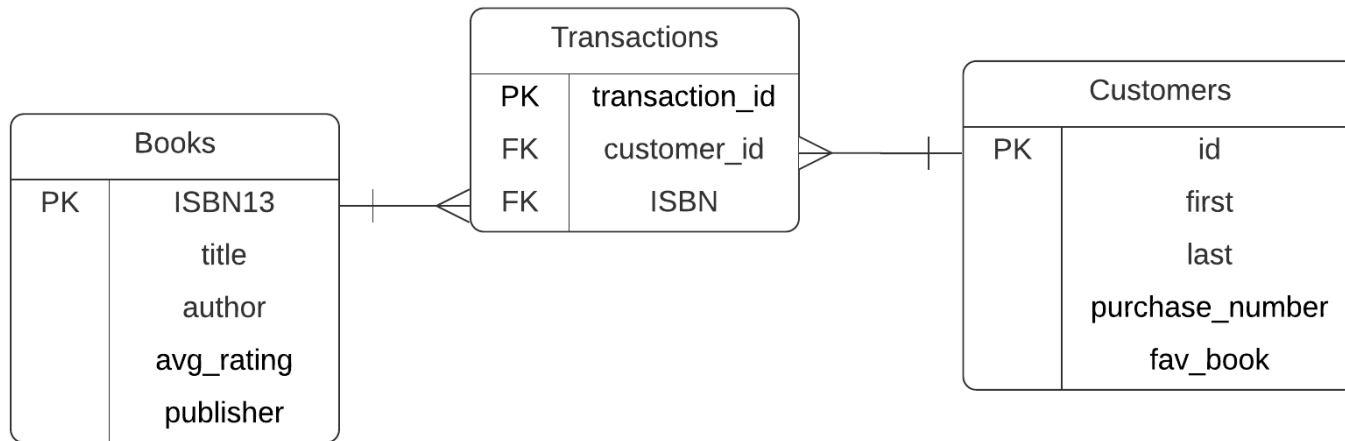 Books
PK ISBN13
title
author
avg_rating
publisher
Transactions
PK transaction_id
FK customer_id
FK ISBN
Customers
PK id
first
last
purchase_number
fav_book